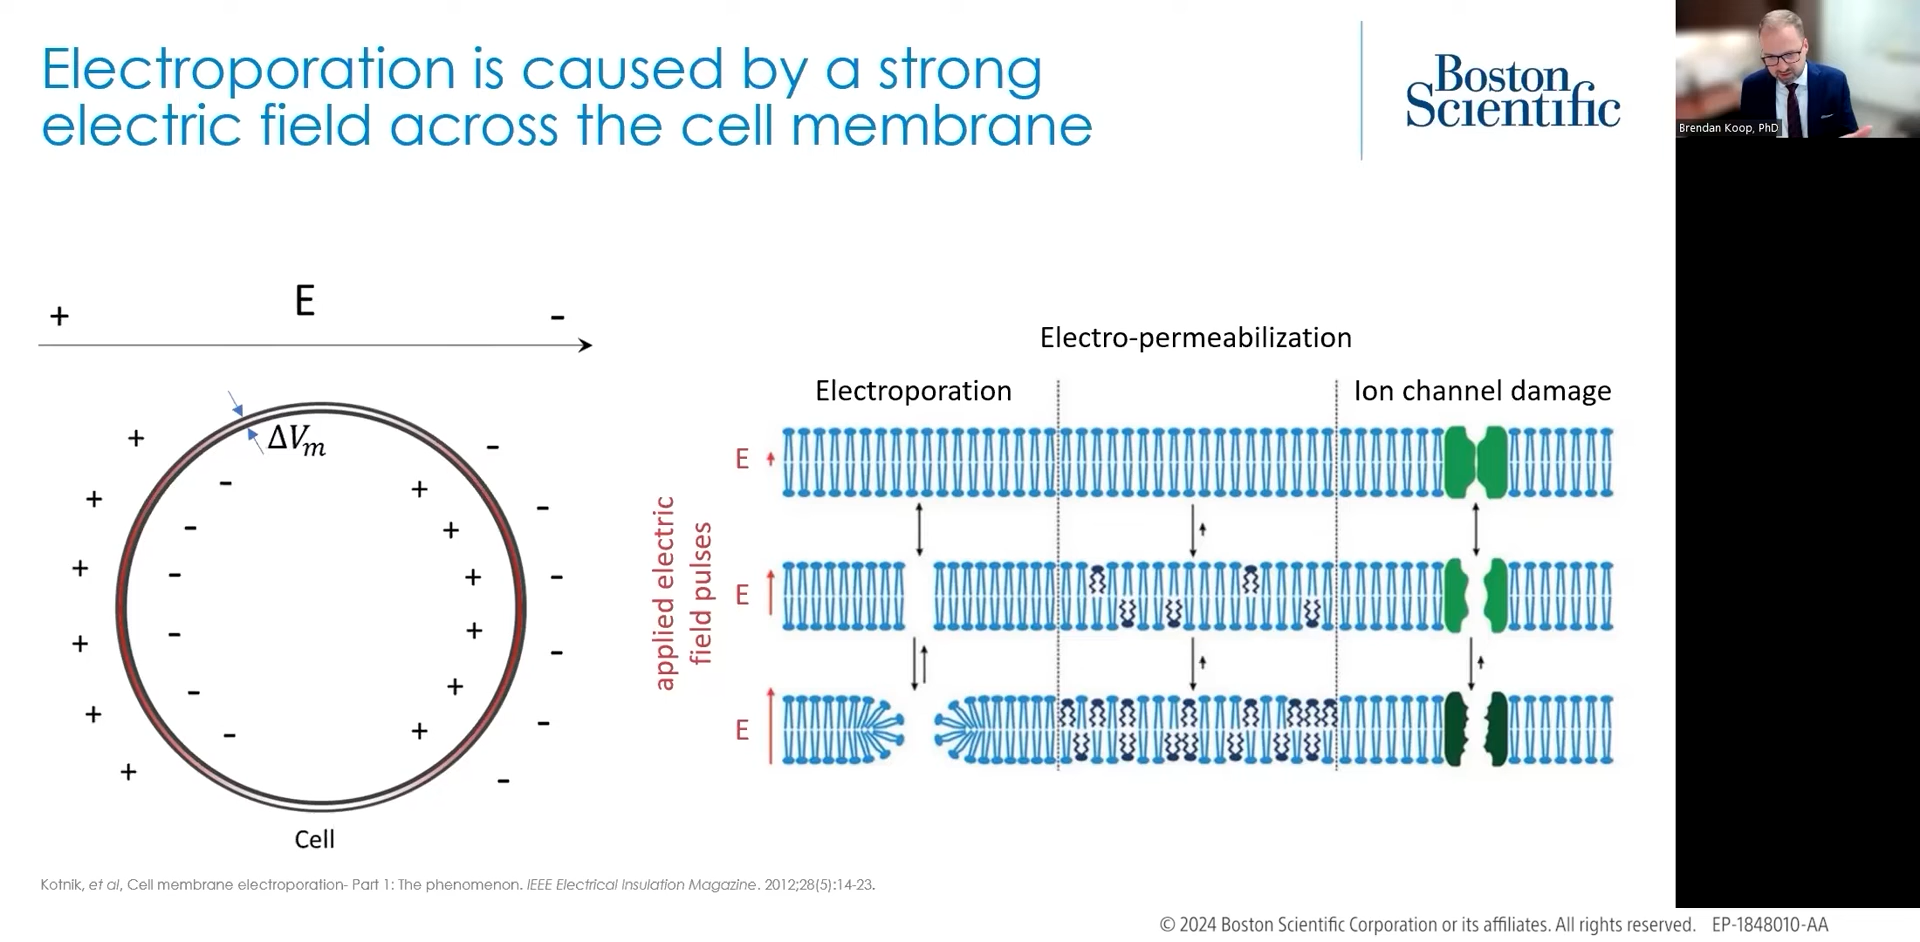 Electroporation is caused by a strong
electric field across the cell membrane
Boston
Scientific
Brendan Koop, PhD
E
+ -
ΔVm
+ + + + + + +
- - - - - - -
+ + + + + + +
- - - - - - -
Cell
Electro-permeabilization
Electroporation
Ion channel damage
applied electric
field pulses
E
E
E
Kotnik, et al, Cell membrane electroporation- Part 1: The phenomenon. IEEE Electrical Insulation Magazine. 2012;28(5):14-23.
© 2024 Boston Scientific Corporation or its affiliates. All rights reserved. EP-1848010-AA